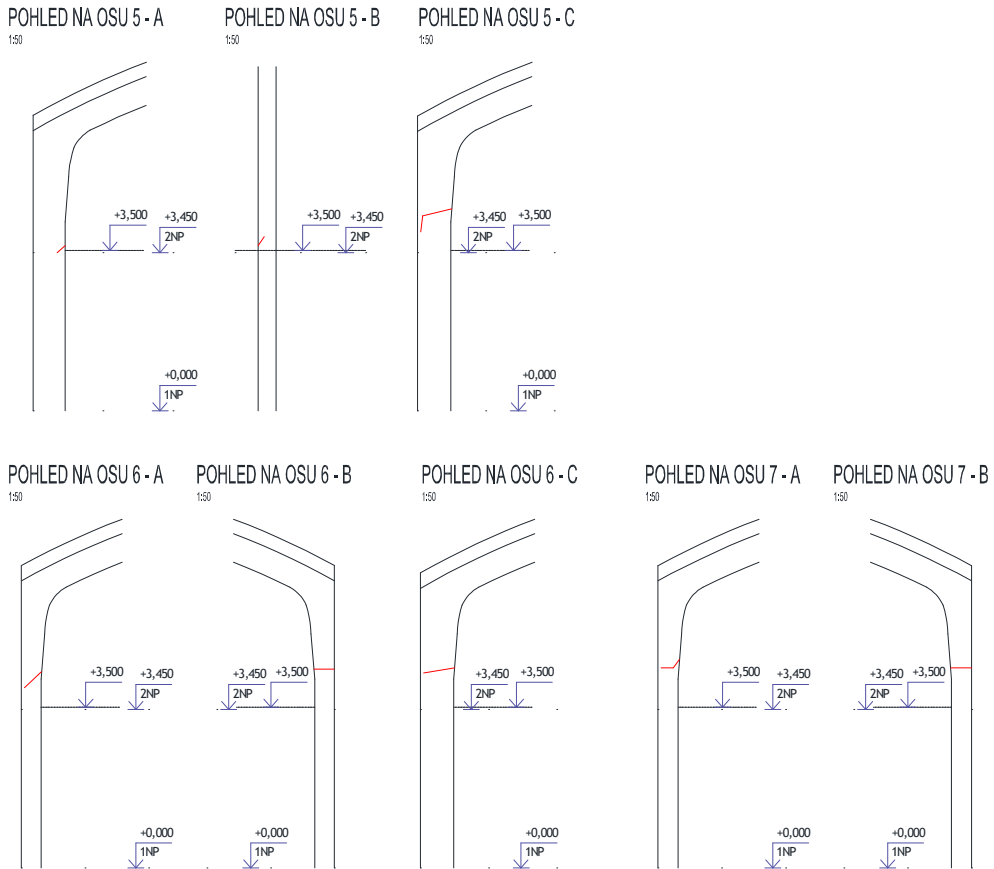 POHLED NA OSU 5 - A
1:50
+3,500
+3,450
2NP
+0,000
1NP
POHLED NA OSU 5 - B
1:50
+3,500
+3,450
2NP
POHLED NA OSU 5 - C
1:50
+3,450
2NP
+3,500
+0,000
1NP
POHLED NA OSU 6 - A
1:50
+3,500
+3,450
2NP
+0,000
1NP
POHLED NA OSU 6 - B
1:50
+3,450
2NP
+3,500
+0,000
1NP
POHLED NA OSU 6 - C
1:50
+3,450
2NP
+3,500
+0,000
1NP
POHLED NA OSU 7 - A
1:50
+3,500
+3,450
2NP
+0,000
1NP
POHLED NA OSU 7 - B
1:50
+3,450
2NP
+3,500
+0,000
1NP